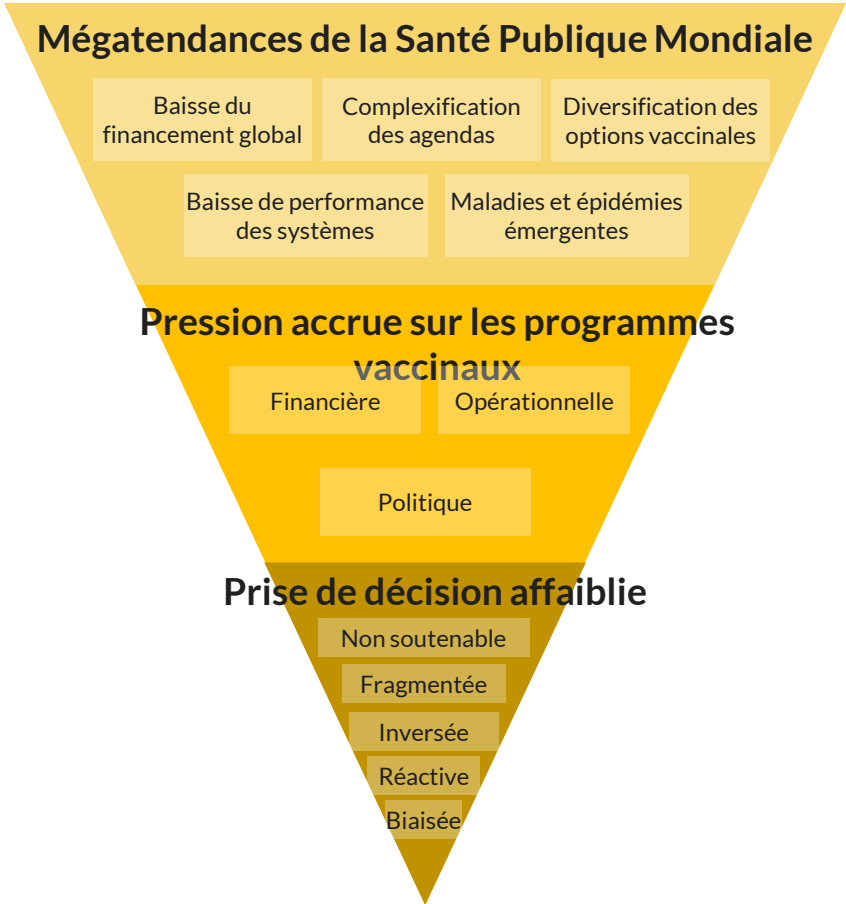 Mégatendances de la Santé Publique Mondiale
Baisse du
financement global
Complexification
des agendas
Diversification des
options vaccinales
Baisse de performance
des systèmes
Maladies et épidémies
émergentes
Pression accrue sur les programmes
vaccinaux
Financière
Opérationnelle
Politique
Prise de décision affaiblie
Non soutenable
Fragmentée
Inversée
Réactive
Biaisée